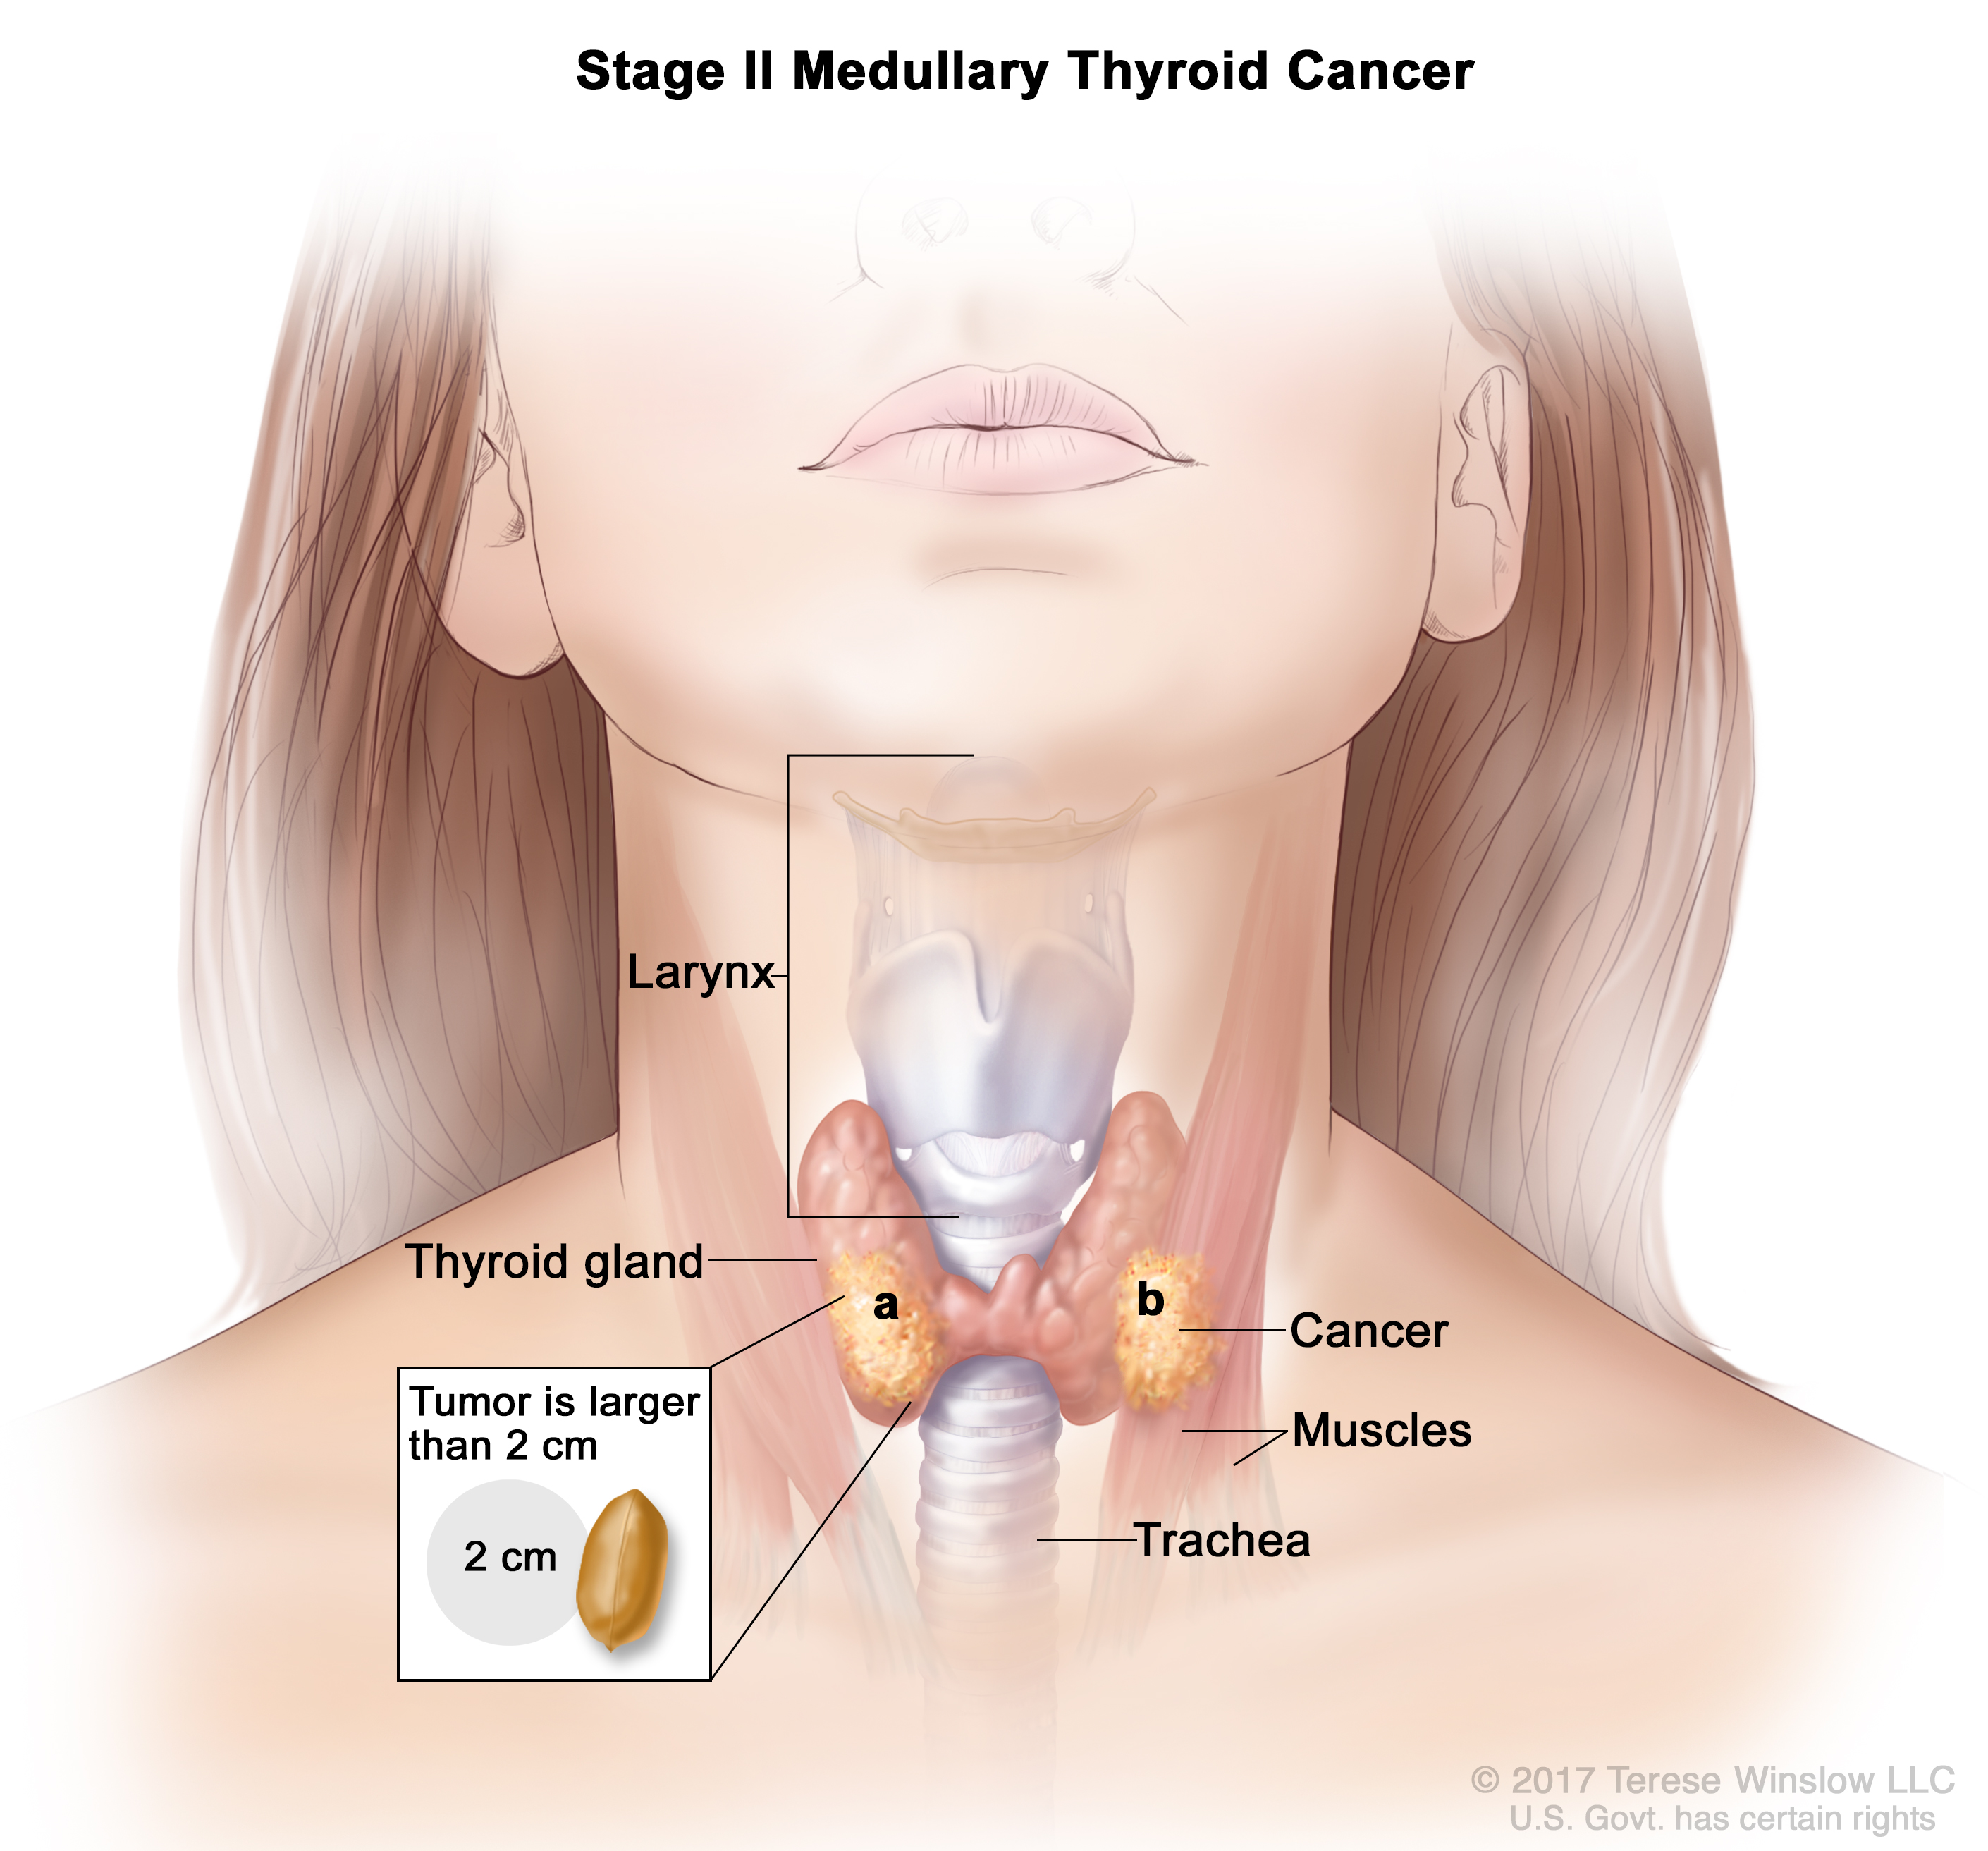 Stage II Medullary Thyroid Cancer
Larynx
Thyroid gland
a
b
Cancer
Tumor is larger
than 2 cm
2 cm
Muscles
Trachea
© 2017 Terese Winslow LLC
U.S. Govt. has certain rights